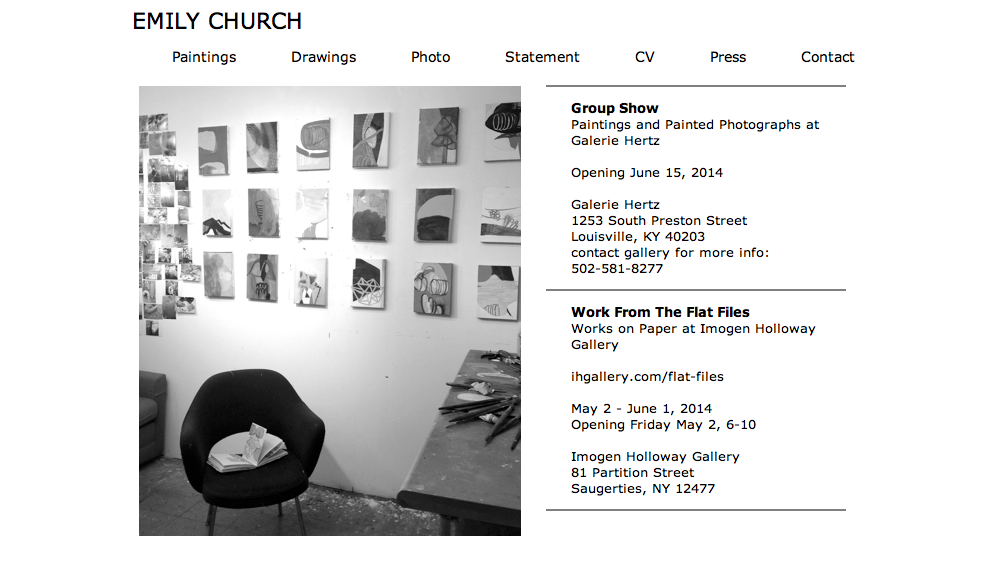 EMILY CHURCH
Paintings Drawings Photo Statement CV Press Contact
Group Show
Paintings and Painted Photographs at
Galerie Hertz
Opening June 15, 2014
Galerie Hertz
1253 South Preston Street
Louisville, KY 40203
contact gallery for more info:
502-581-8277
Work From The Flat Files
Works on Paper at Imogen Holloway
Gallery
ihgallery.com/flat-files
May 2 - June 1, 2014
Opening Friday May 2, 6-10
Imogen Holloway Gallery
81 Partition Street
Saugerties, NY 12477